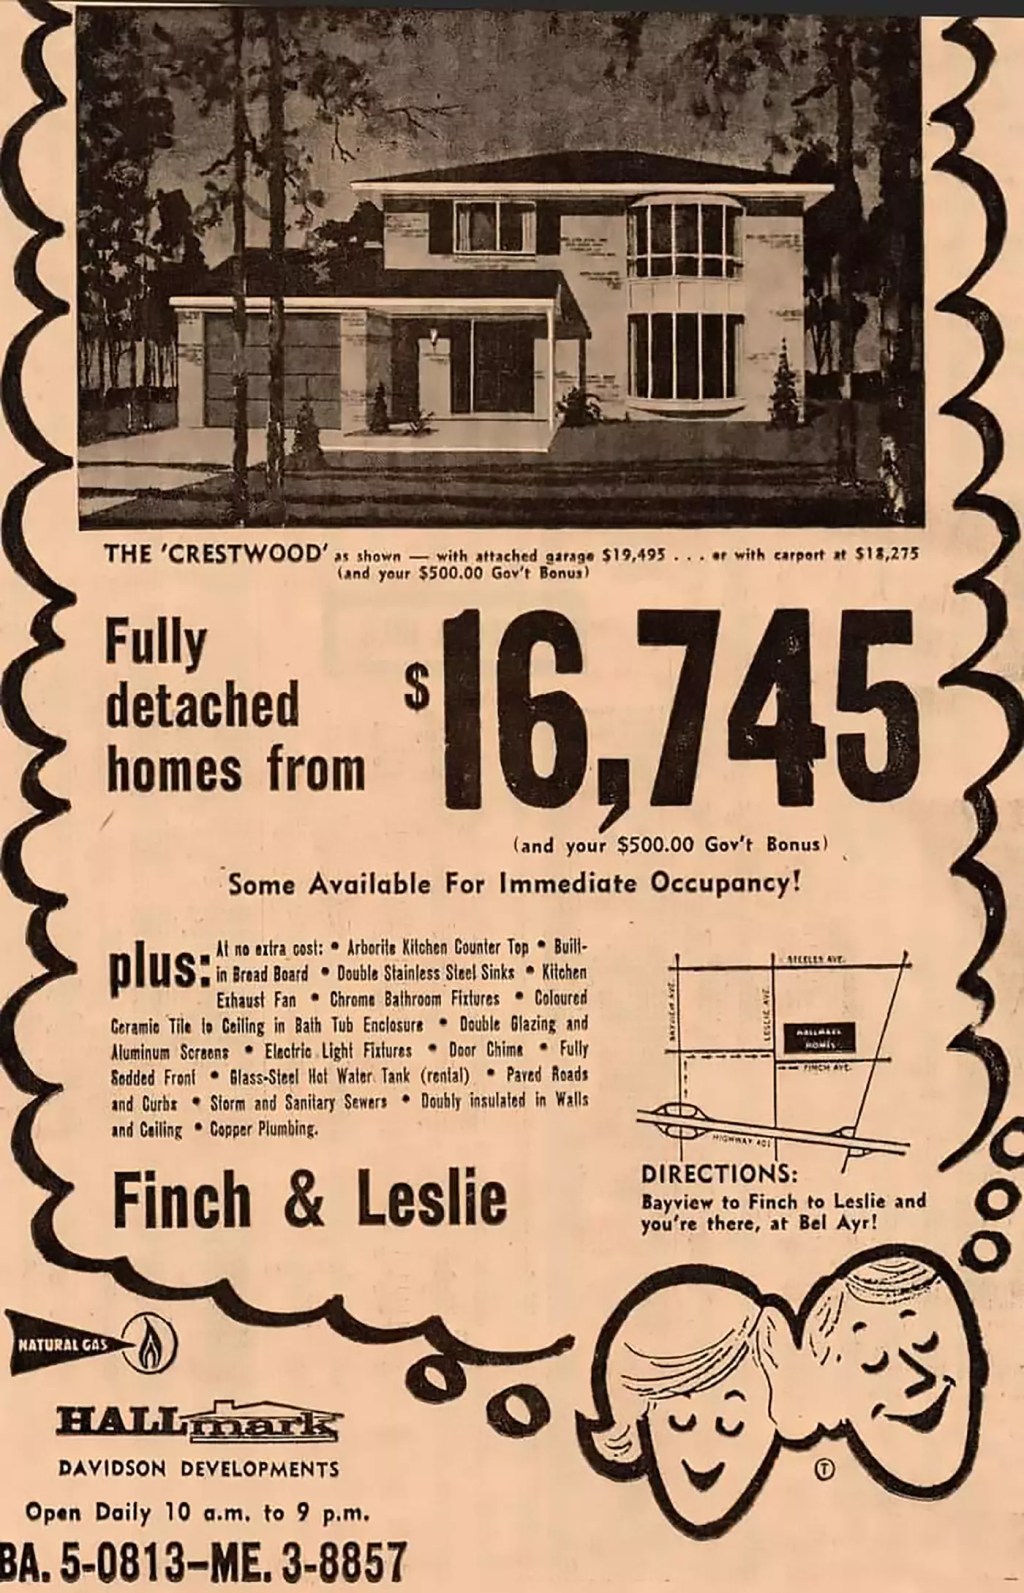 THE 'CRESTWOOD' as shown — with attached garage $19,495 . . . or with carport at $18,275
(and your $500.00 Gov't Bonus)
Fully
detached
homes from
$16,745
(and your $500.00 Gov't Bonus)
Some Available For Immediate Occupancy!
plus: At no extra cost: • Arborite Kitchen Counter Top • Built-
in Bread Board • Double Stainless Steel Sinks • Kitchen
Exhaust Fan • Chrome Bathroom Fixtures • Coloured
Ceramic Tile to Ceiling in Bath Tub Enclosure • Double Glazing and
Aluminum Screens • Electric Light Fixtures • Door Chime • Fully
Sodded Front • Glass-Steel Hot Water Tank (rental) • Paved Roads
and Curbs • Storm and Sanitary Sewers • Doubly insulated in Walls
and Ceiling • Copper Plumbing.
Finch & Leslie
STEELES AVE.
BAYVIEW AVE.
LESLIE AVE.
HALLMARK
HOMES
FINCH AVE.
HIGHWAY 401
DIRECTIONS:
Bayview to Finch to Leslie and
you're there, at Bel Ayr!
NATURAL GAS
HALLmark
DAVIDSON DEVELOPMENTS
T
Open Daily 10 a.m. to 9 p.m.
BA. 5-0813–ME. 3-8857